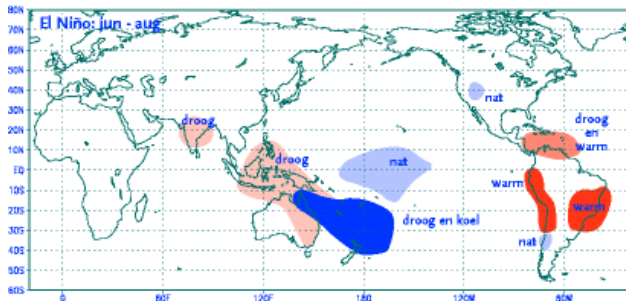 80N
El Niño: jun - aug
70N
60N
50N
40N
nat
30N
droog
droog
en
warm
20N
10N
droog
nat
EQ
warm
10S
warm
20S
droog en koel
30S
nat
40S
50S
60S
0
60E
120E
180
120W
60W